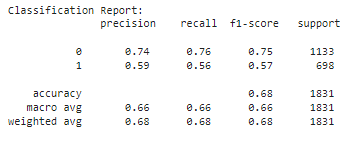 Classification Report:
precision recall f1-score support
0 0.74 0.76 0.75 1133
1 0.59 0.56 0.57 698
accuracy 0.68 1831
macro avg 0.66 0.66 0.66 1831
weighted avg 0.68 0.68 0.68 1831